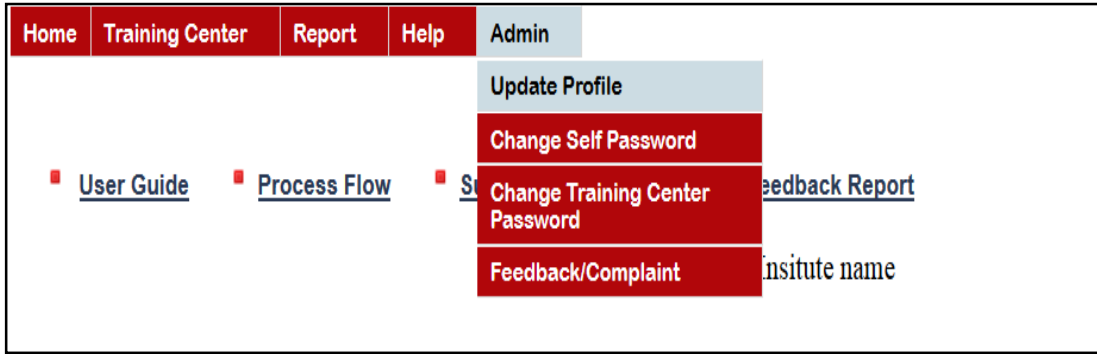 Home Training Center Report Help Admin
Update Profile
Change Self Password
User Guide Process Flow eedback Report
Change Training Center
Password
Feedback/Complaint
nsitute name